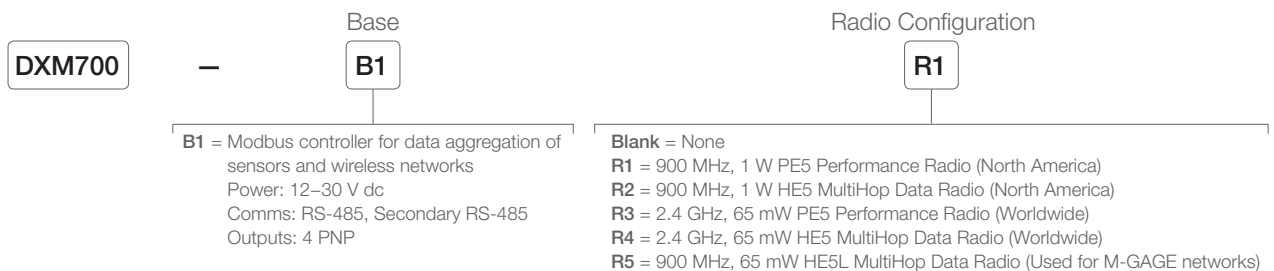 Base
Radio Configuration
DXM700 – B1 R1
B1 = Modbus controller for data aggregation of
sensors and wireless networks
Power: 12–30 V dc
Comms: RS-485, Secondary RS-485
Outputs: 4 PNP
Blank = None
R1 = 900 MHz, 1 W PE5 Performance Radio (North America)
R2 = 900 MHz, 1 W HE5 MultiHop Data Radio (North America)
R3 = 2.4 GHz, 65 mW PE5 Performance Radio (Worldwide)
R4 = 2.4 GHz, 65 mW HE5 MultiHop Data Radio (Worldwide)
R5 = 900 MHz, 65 mW HE5L MultiHop Data Radio (Used for M-GAGE networks)